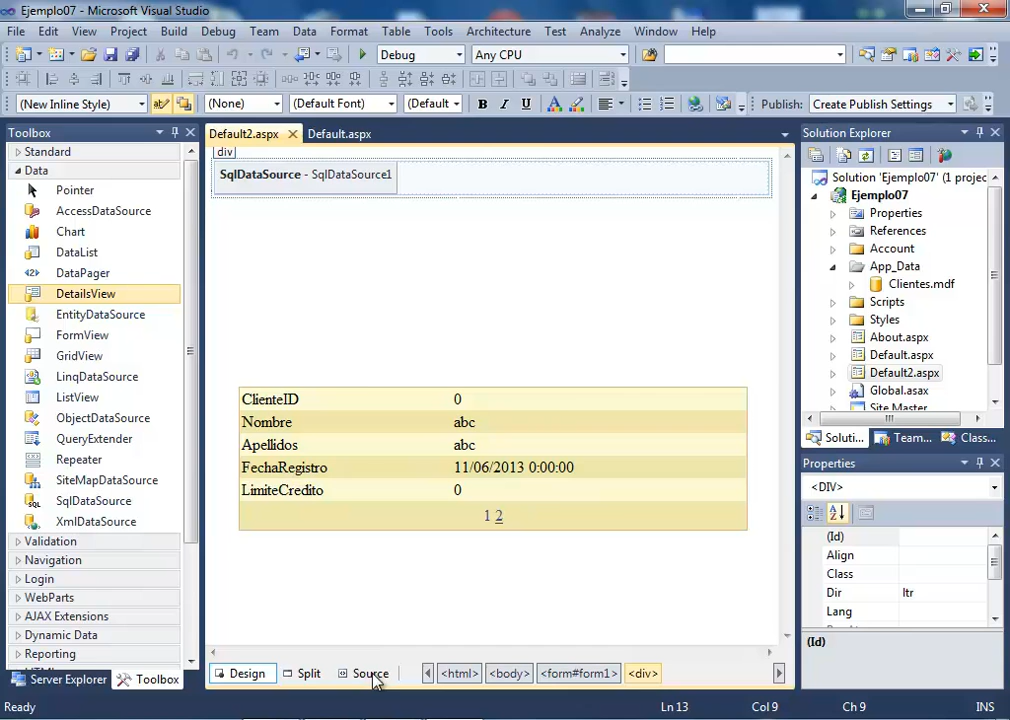 Ejemplo07 - Microsoft Visual Studio
File Edit View Project Build Debug Team Data Format Table Tools Architecture Test Analyze Window Help
Debug Any CPU
(New Inline Style) (None) (Default Font) (Default B I U A Publish: Create Publish Settings
Toolbox
Standard
Data
Pointer
AccessDataSource
Chart
DataList
DataPager
DetailsView
EntityDataSource
FormView
GridView
LinqDataSource
ListView
ObjectDataSource
QueryExtender
Repeater
SiteMapDataSource
SqlDataSource
XmlDataSource
Validation
Navigation
Login
WebParts
AJAX Extensions
Dynamic Data
Reporting
Server Explorer Toolbox
Default2.aspx Default.aspx
div
SqlDataSource - SqlDataSource1
ClienteID 0
Nombre abc
Apellidos abc
FechaRegistro 11/06/2013 0:00:00
LimiteCredito 0
1 2
Design Split Source <html> <body> <form#form1> <div>
Solution Explorer
Solution 'Ejemplo07' (1 projec
Ejemplo07
Properties
References
Account
App_Data
Clientes.mdf
Scripts
Styles
About.aspx
Default.aspx
Default2.aspx
Global.asax
Site Master
Soluti... Team... Class...
Properties
<DIV>
(Id)
Align
Class
Dir ltr
Lang
(Id)
Ready Ln 13 Col 9 Ch 9 INS